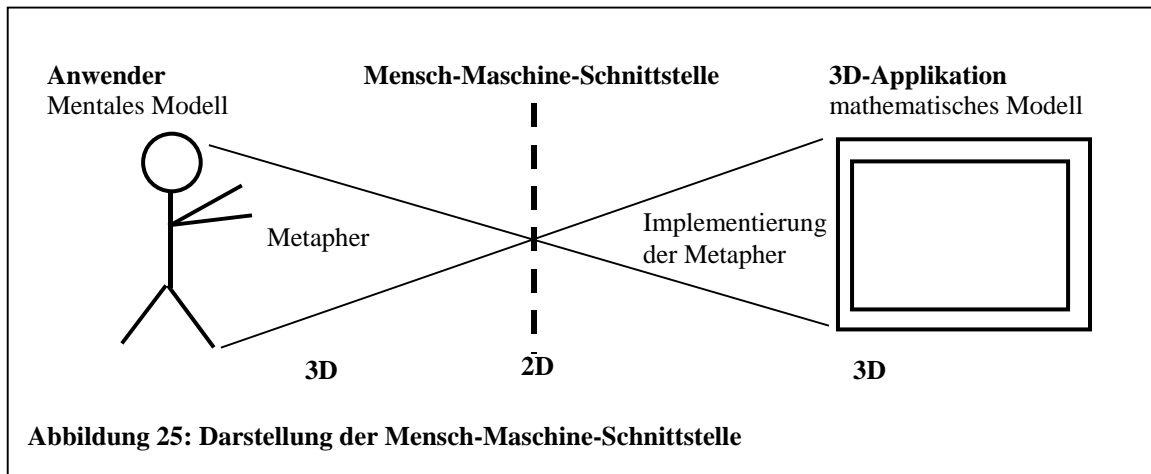 Anwender
Mentales Modell
Mensch-Maschine-Schnittstelle
3D-Applikation
mathematisches Modell
Metapher
Implementierung
der Metapher
3D
2D
3D
Abbildung 25: Darstellung der Mensch-Maschine-Schnittstelle